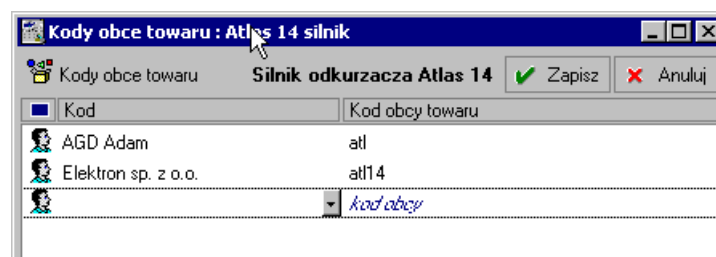 Kody obce towaru : Atlas 14 silnik
Kody obce towaru Silnik odkurzacza Atlas 14 Zapisz Anuluj
Kod Kod obcy towaru
AGD Adam atl
Elektron sp. z o.o. atl14
kod obcy